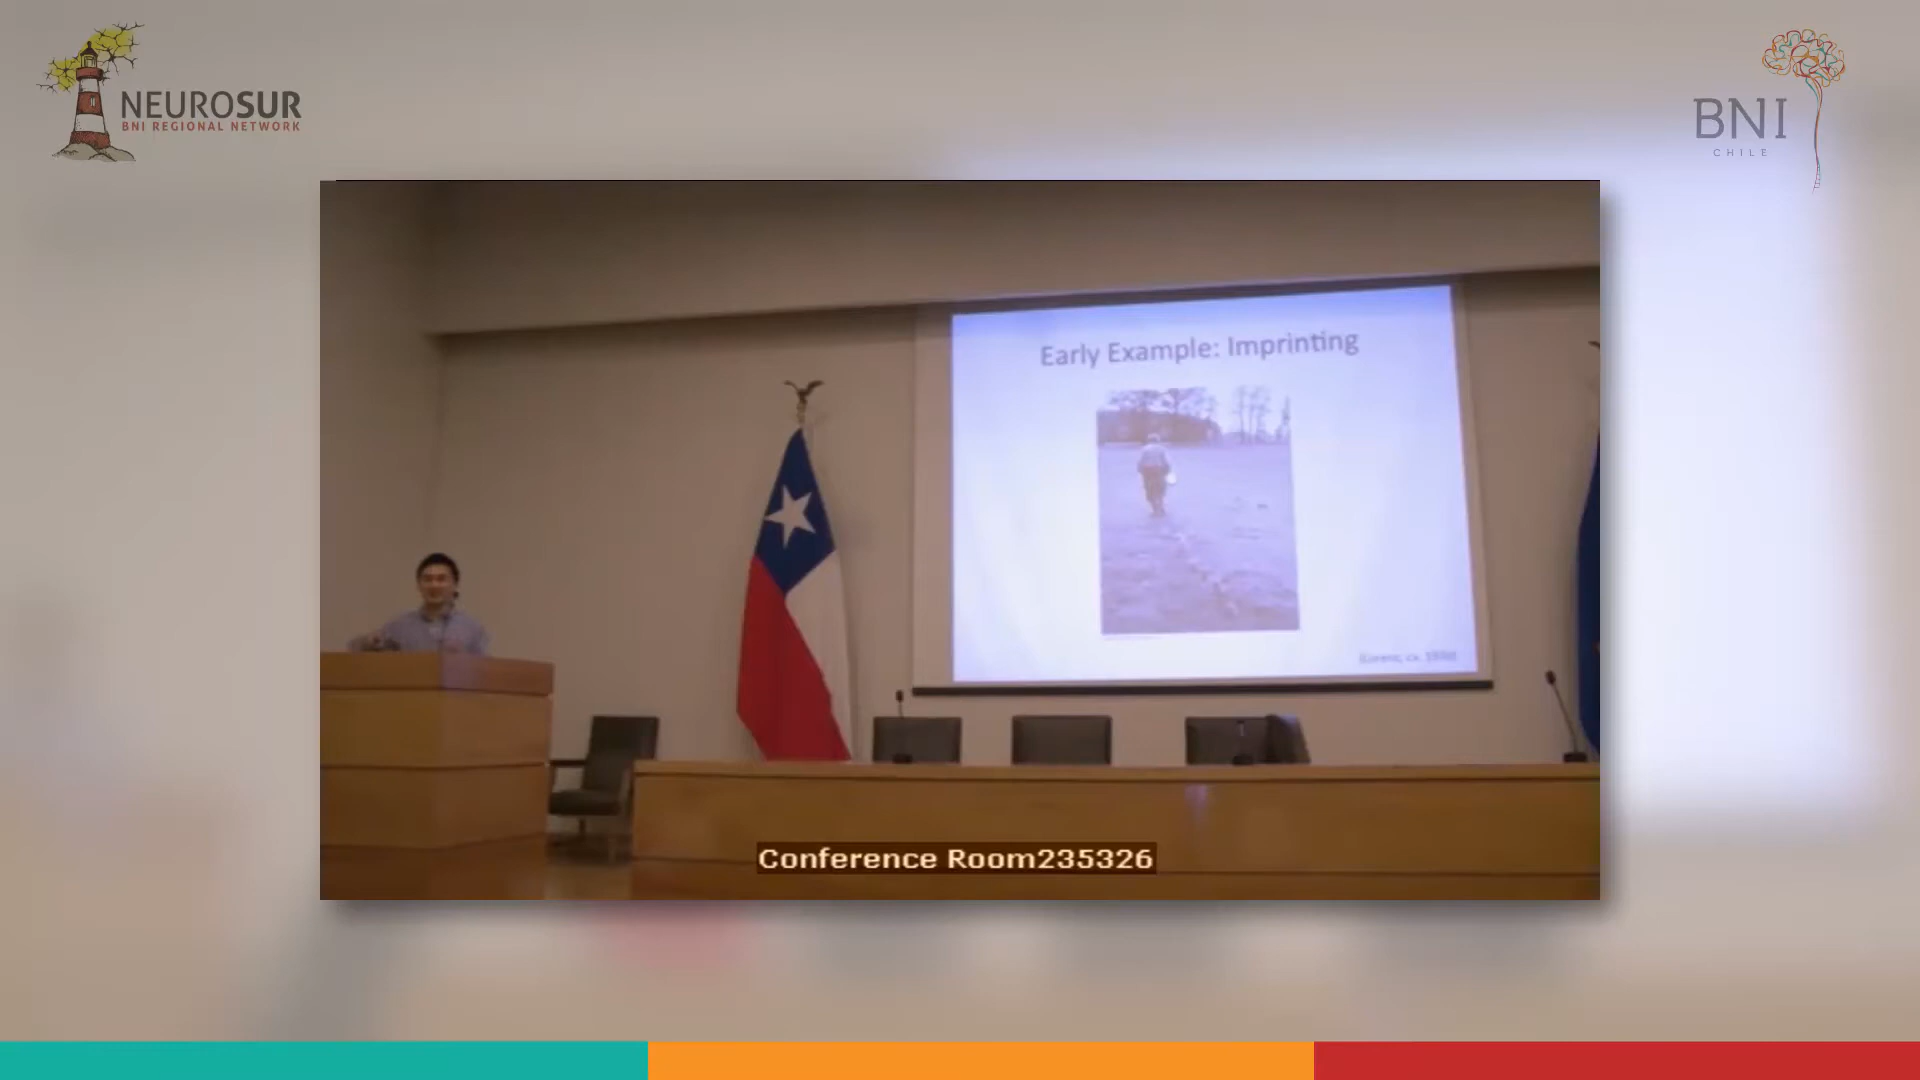 NEUROSUR
BNI REGIONAL NETWORK
BNI
CHILE
Early Example: Imprinting
Conference Room235326